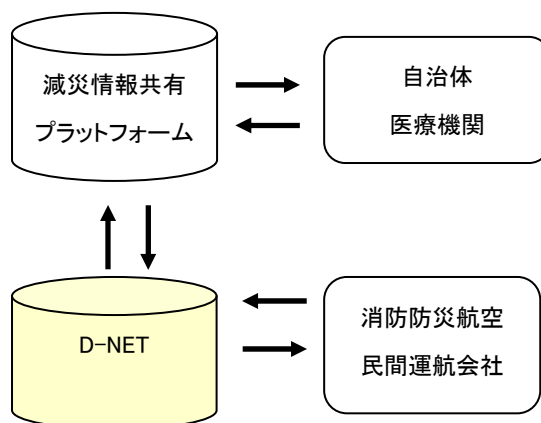 減災情報共有
プラットフォーム
自治体
医療機関
D-NET
消防防災航空
民間運航会社